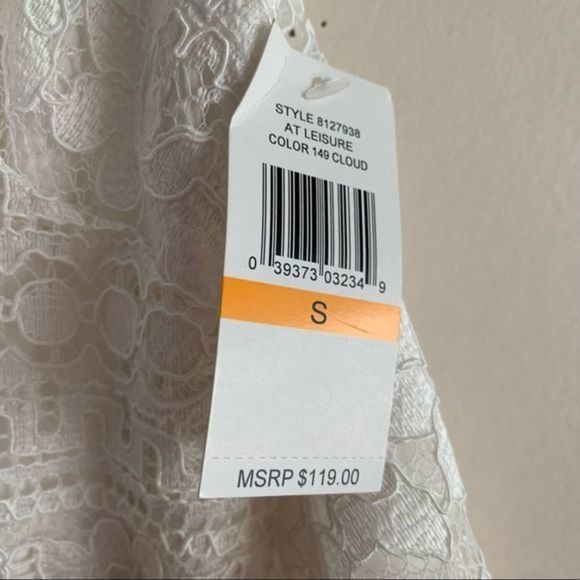 STYLE 8127938
AT LEISURE
COLOR 149 CLOUD
0 39373 03234 9
S
MSRP $119.00